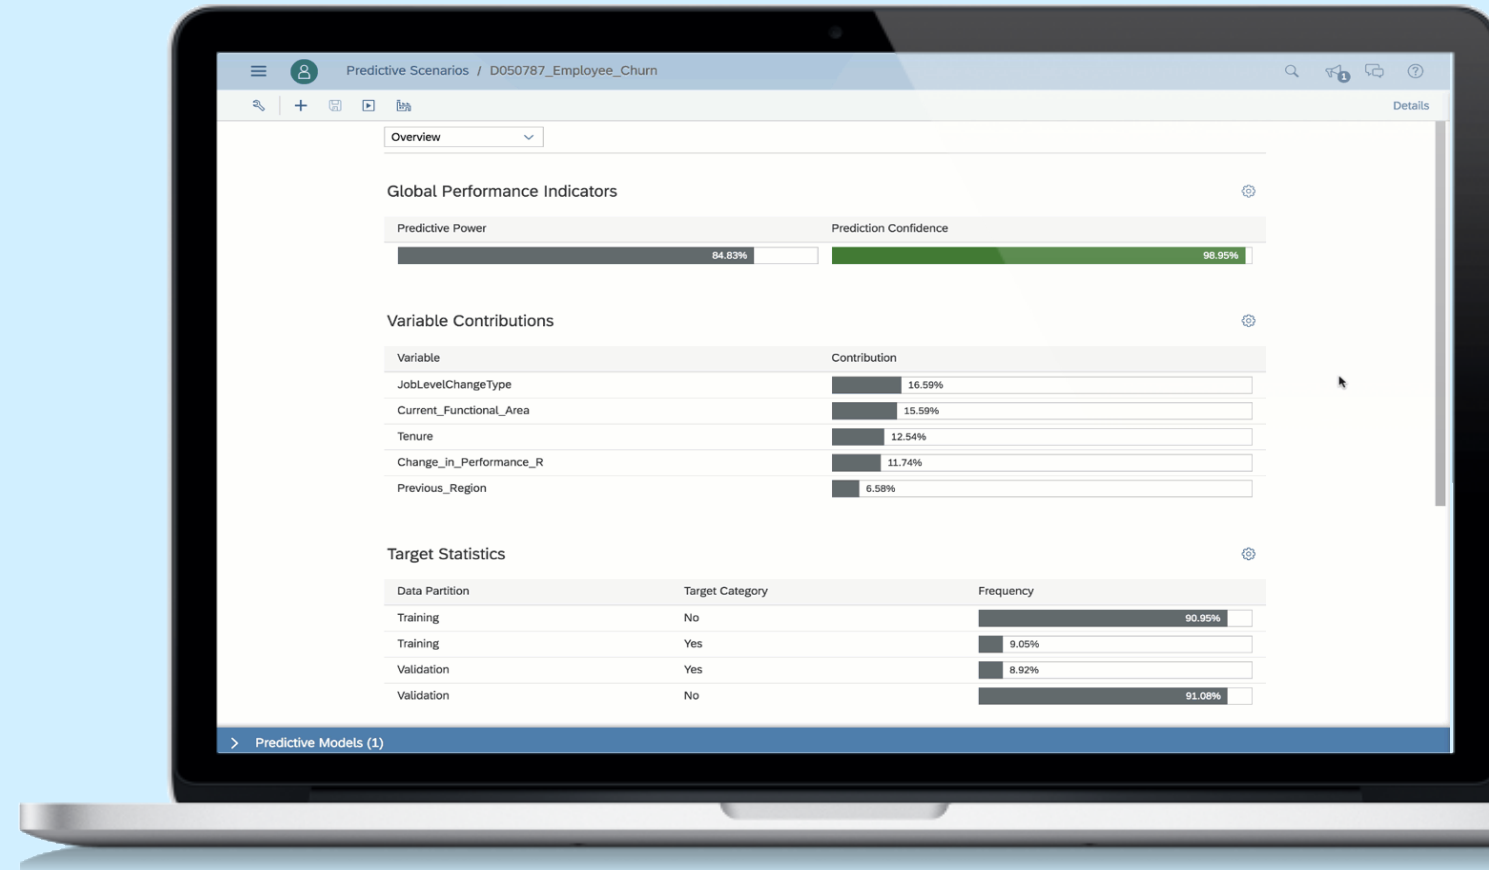 Predictive Scenarios / D050787_Employee_Churn
1
Details
Overview
Global Performance Indicators
Predictive Power Prediction Confidence
84.83% 98.95%
Variable Contributions
Variable Contribution
JobLevelChangeType 16.59%
Current_Functional_Area 15.59%
Tenure 12.54%
Change_in_Performance_R 11.74%
Previous_Region 6.58%
Target Statistics
Data Partition Target Category Frequency
Training No 90.95%
Training Yes 9.05%
Validation Yes 8.92%
Validation No 91.08%
Predictive Models (1)